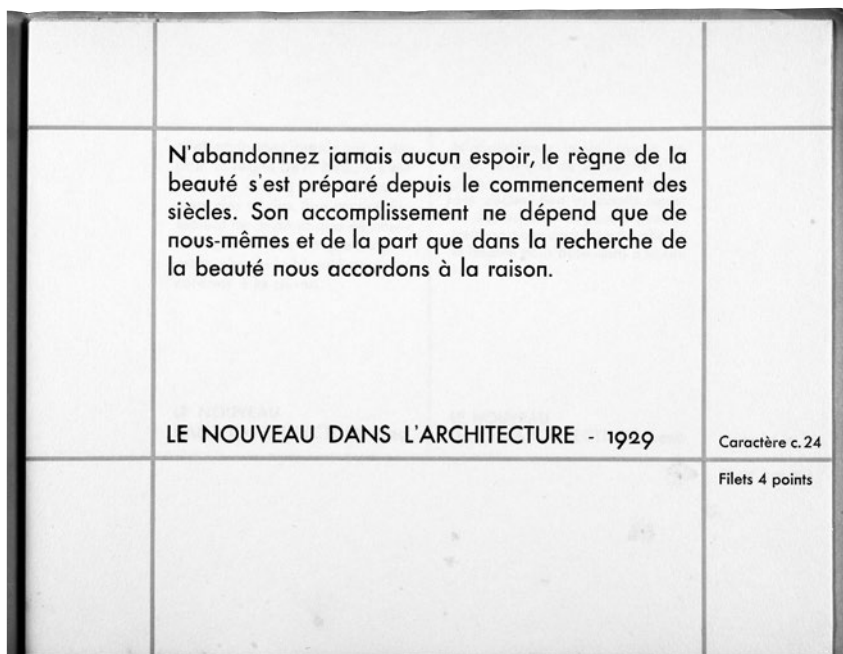 N'abandonnez jamais aucun espoir, le règne de la
beauté s'est préparé depuis le commencement des
siècles. Son accomplissement ne dépend que de
nous-mêmes et de la part que dans la recherche de
la beauté nous accordons à la raison.
LE NOUVEAU DANS L'ARCHITECTURE - 1929
Caractère c. 24
Filets 4 points